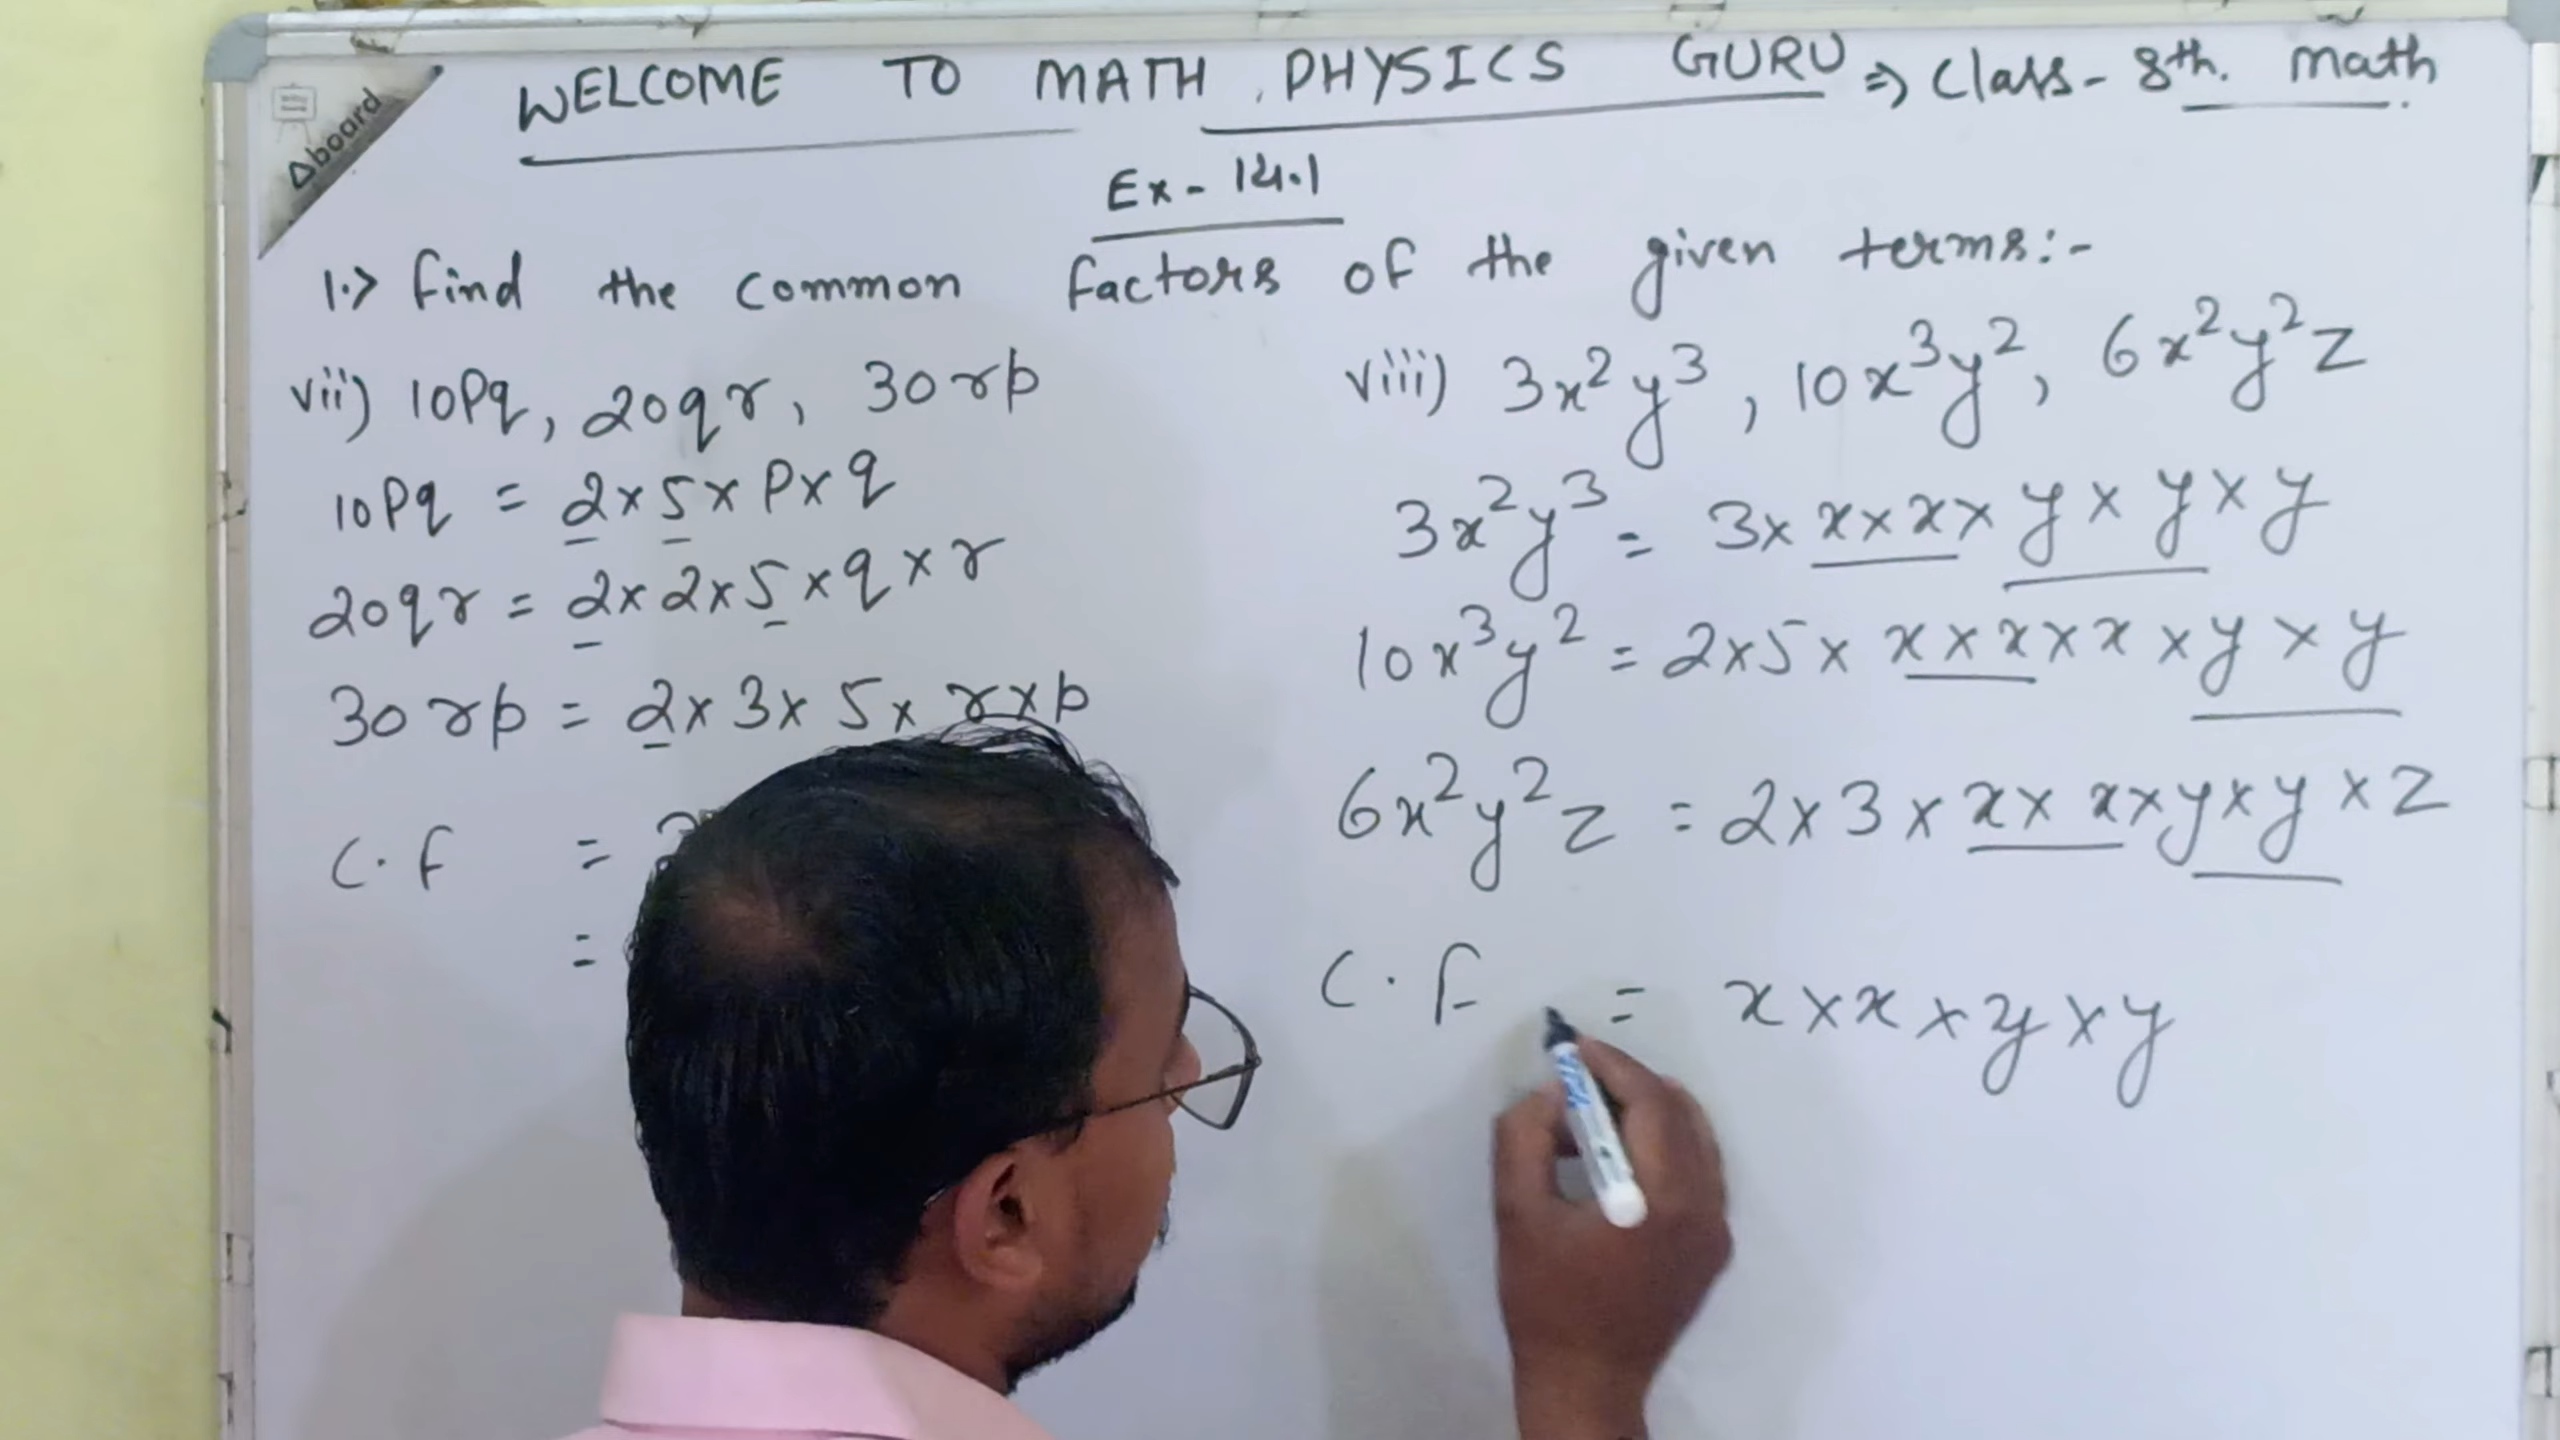 WELCOME TO MATH, PHYSICS GURU ⇒ Class - 8th. math
Δboard
Ex - 14.1
1.> find the common factors of the given terms:-
vii) 10Pq, 20qr, 30rp
10Pq = 2×5×P×q
20qr = 2×2×5×q×r
30rp = 2×3×5×r×p
C.F = 2
=
viii) 3x²y³, 10x³y², 6x²y²z
3x²y³ = 3×x×x×y×y×y
10x³y² = 2×5×x×x×x×y×y
6x²y²z = 2×3×x×x×y×y×z
C.F = x×x×y×y